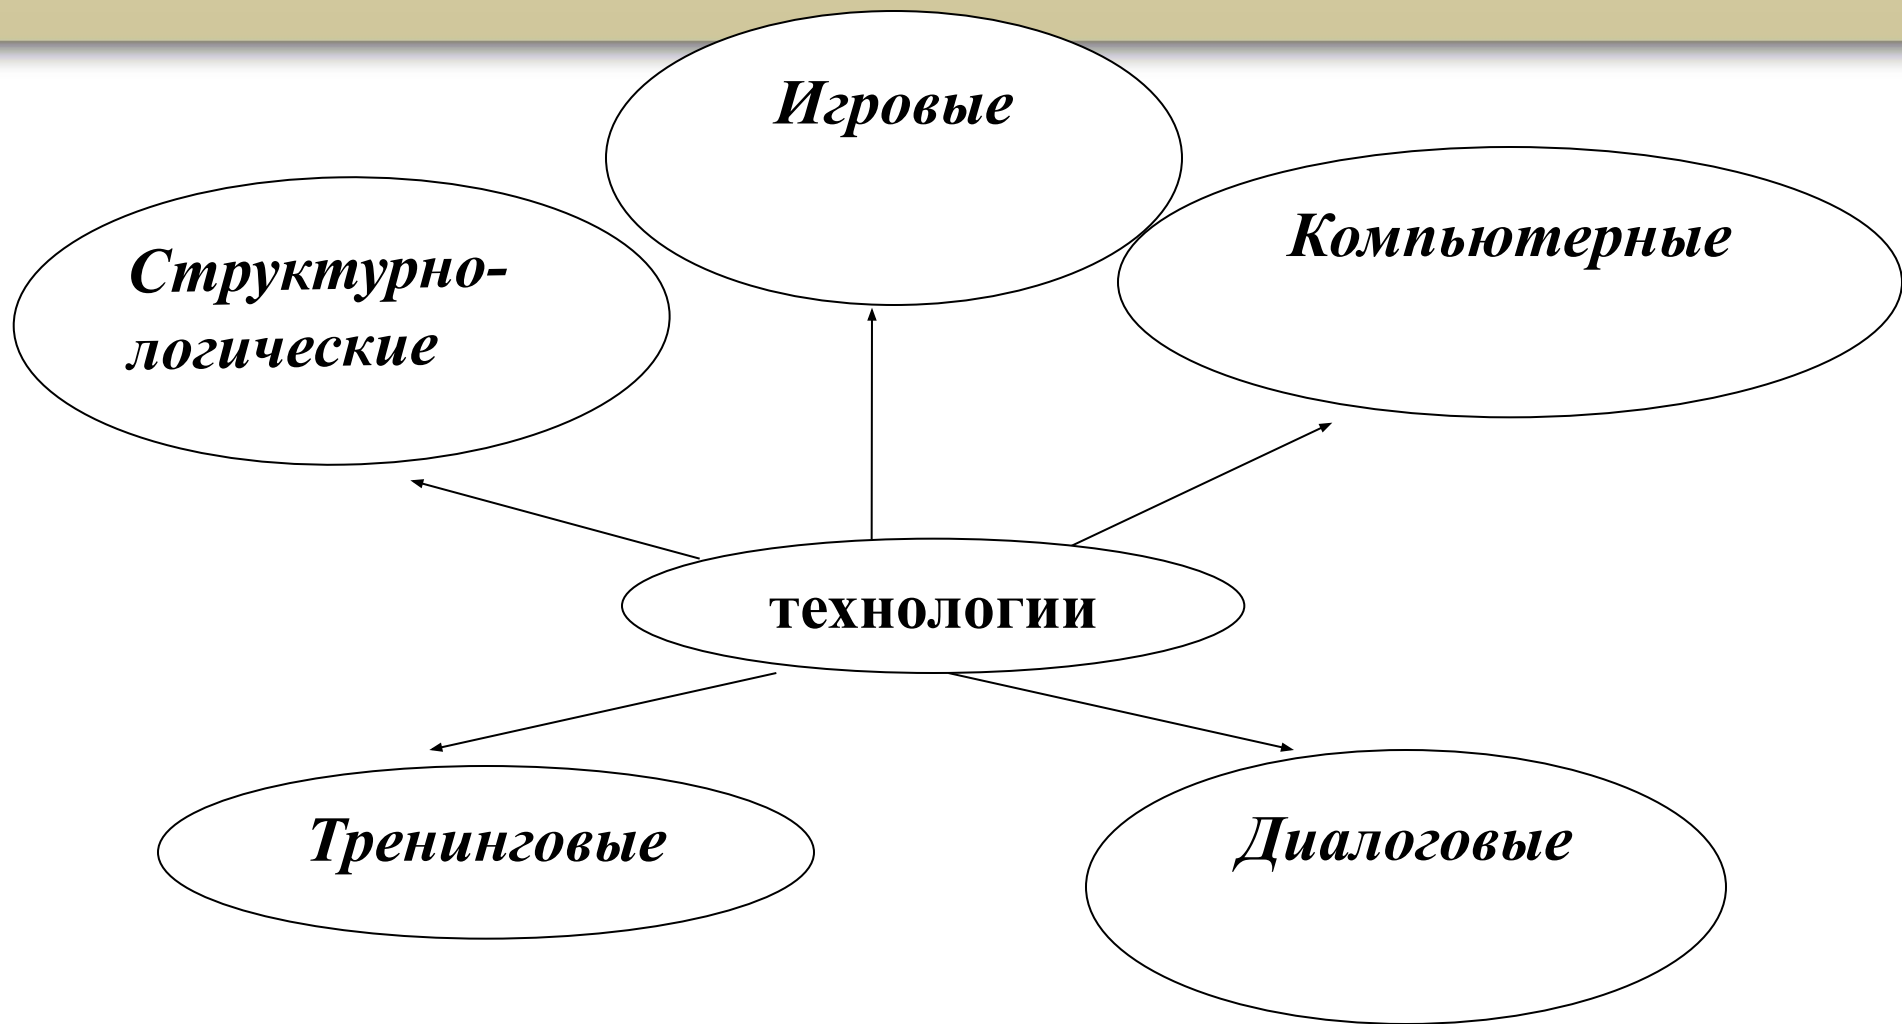 Игровые
Компьютерные
Структурно-
логические
технологии
Тренинговые
Диалоговые